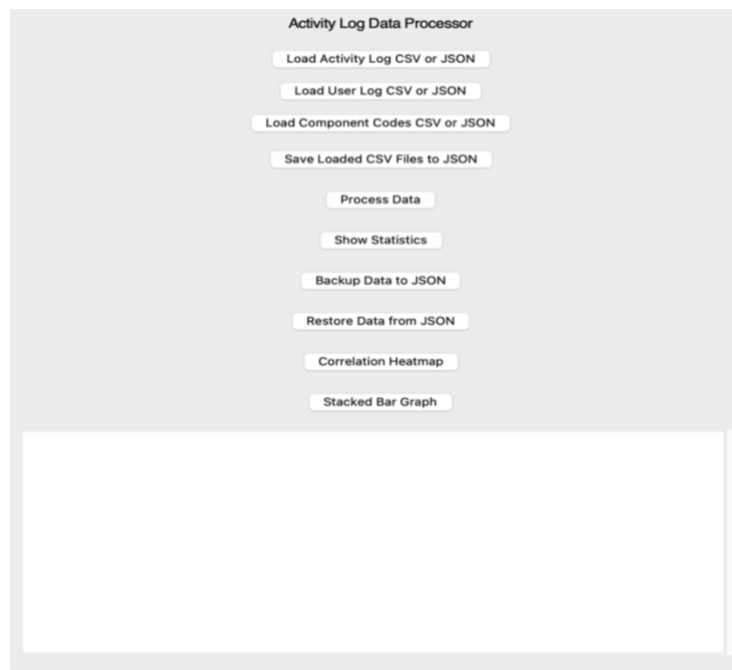 Activity Log Data Processor
Load Activity Log CSV or JSON
Load User Log CSV or JSON
Load Component Codes CSV or JSON
Save Loaded CSV Files to JSON
Process Data
Show Statistics
Backup Data to JSON
Restore Data from JSON
Correlation Heatmap
Stacked Bar Graph